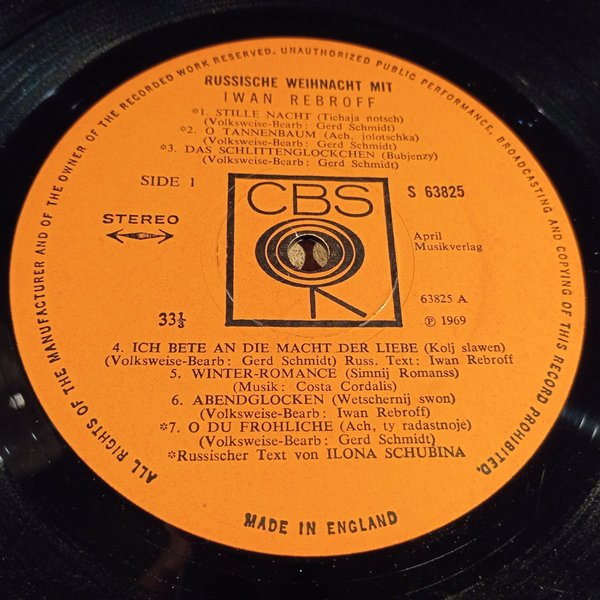 ALL RIGHTS OF THE MANUFACTURER AND OF THE OWNER OF THE RECORDED WORK RESERVED, UNAUTHORIZED PUBLIC PERFORMANCE, BROADCASTING AND COPYING OF THIS RECORD PROHIBITED.
RUSSISCHE WEIHNACHT MIT
IWAN REBROFF
*1. STILLE NACHT (Tichaja notsch)
(Volksweise-Bearb: Gerd Schmidt)
*2. O TANNENBAUM (Ach, jolotschka)
(Volksweise-Bearb: Gerd Schmidt)
*3. DAS SCHLITTENGLOCKCHEN (Bubjenzy)
(Volksweise-Bearb: Gerd Schmidt)
SIDE 1
CBS
S 63825
STEREO
April
Musikverlag
33⅓
63825 A
℗ 1969
4. ICH BETE AN DIE MACHT DER LIEBE (Kolj slawen)
(Volksweise-Bearb: Gerd Schmidt) Russ. Text: Iwan Rebroff
5. WINTER-ROMANCE (Simnij Romanss)
(Musik: Costa Cordalis)
6. ABENDGLOCKEN (Wetschernij swon)
(Volksweise-Bearb: Iwan Rebroff)
*7. O DU FROHLICHE (Ach, ty radastnoje)
(Volksweise-Bearb: Gerd Schmidt)
*Russischer Text von ILONA SCHUBINA
MADE IN ENGLAND